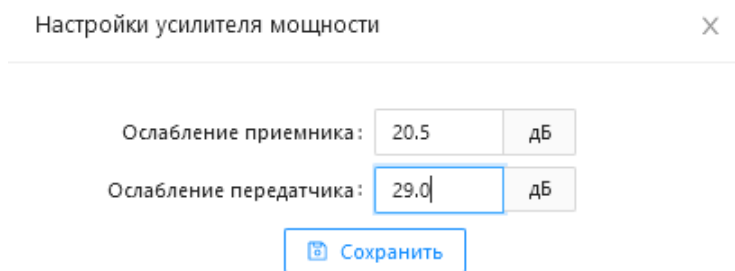 Настройки усилителя мощности
Ослабление приемника: 20.5 дБ
Ослабление передатчика: 29.0 дБ
Сохранить